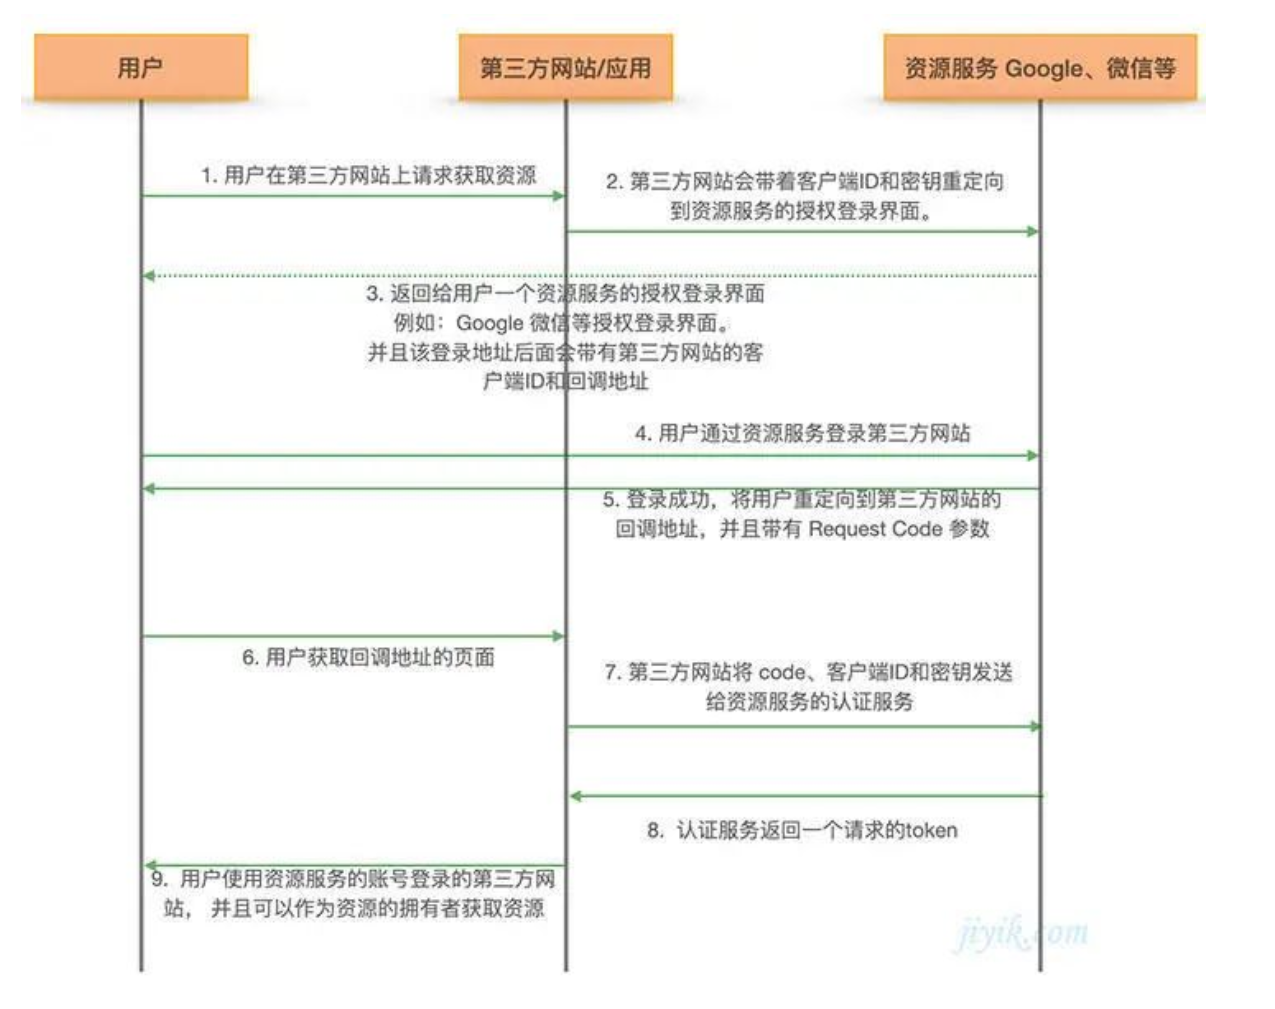 用户
第三方网站/应用
资源服务 Google、微信等
1. 用户在第三方网站上请求获取资源
2. 第三方网站会带着客户端ID和密钥重定向
到资源服务的授权登录界面。
3. 返回给用户一个资源服务的授权登录界面
例如：Google 微信等授权登录界面。
并且该登录地址后面会带有第三方网站的客
户端ID和回调地址
4. 用户通过资源服务登录第三方网站
5. 登录成功，将用户重定向到第三方网站的
回调地址，并且带有 Request Code 参数
6. 用户获取回调地址的页面
7. 第三方网站将 code、客户端ID和密钥发送
给资源服务的认证服务
8. 认证服务返回一个请求的token
9. 用户使用资源服务的账号登录的第三方网
站， 并且可以作为资源的拥有者获取资源
jiyik.com